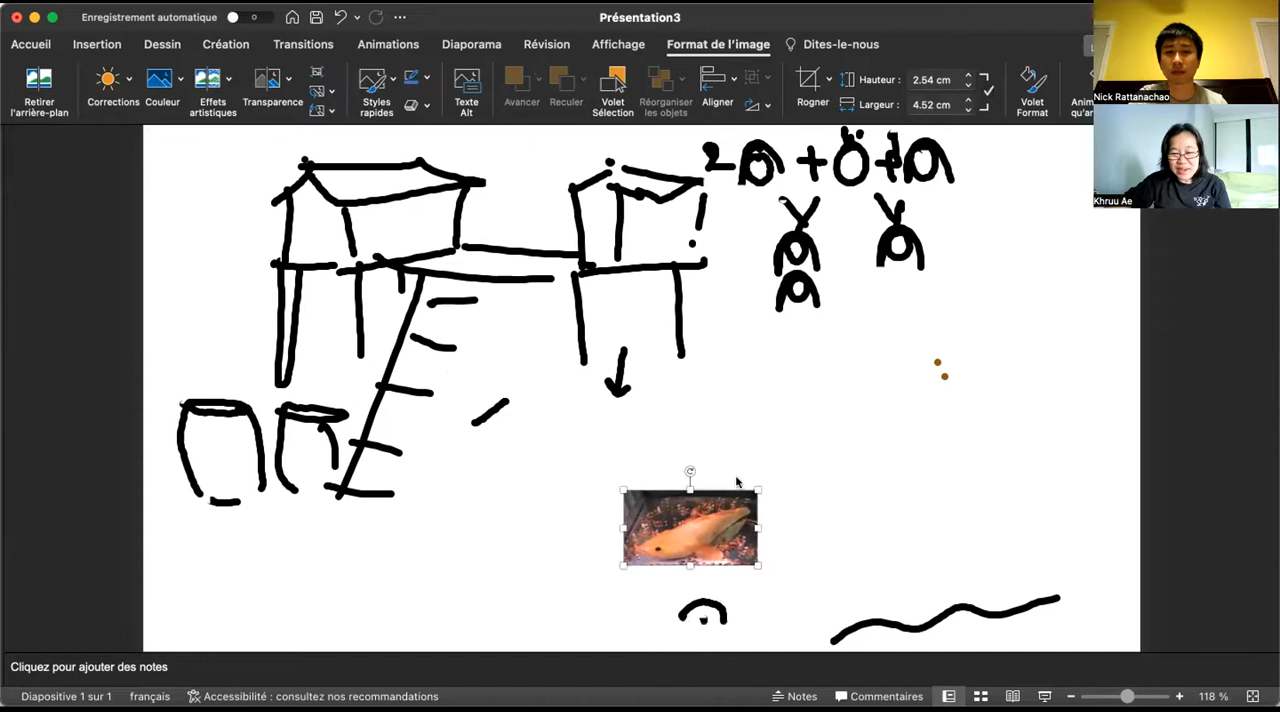 Enregistrement automatique
Présentation3
Accueil Insertion Dessin Création Transitions Animations Diaporama Révision Affichage Format de l'image Dites-le-nous
Retirer l'arrière-plan
Corrections
Couleur
Effets artistiques
Transparence
Styles rapides
Texte Alt
Avancer
Reculer
Volet Sélection
Réorganiser les objets
Aligner
Rogner
Hauteur : 2.54 cm
Largeur : 4.52 cm
Volet Format
Nick Rattanachao
Khruu Ae
Cliquez pour ajouter des notes
Diapositive 1 sur 1 français Accessibilité : consultez nos recommandations Notes Commentaires 118 %